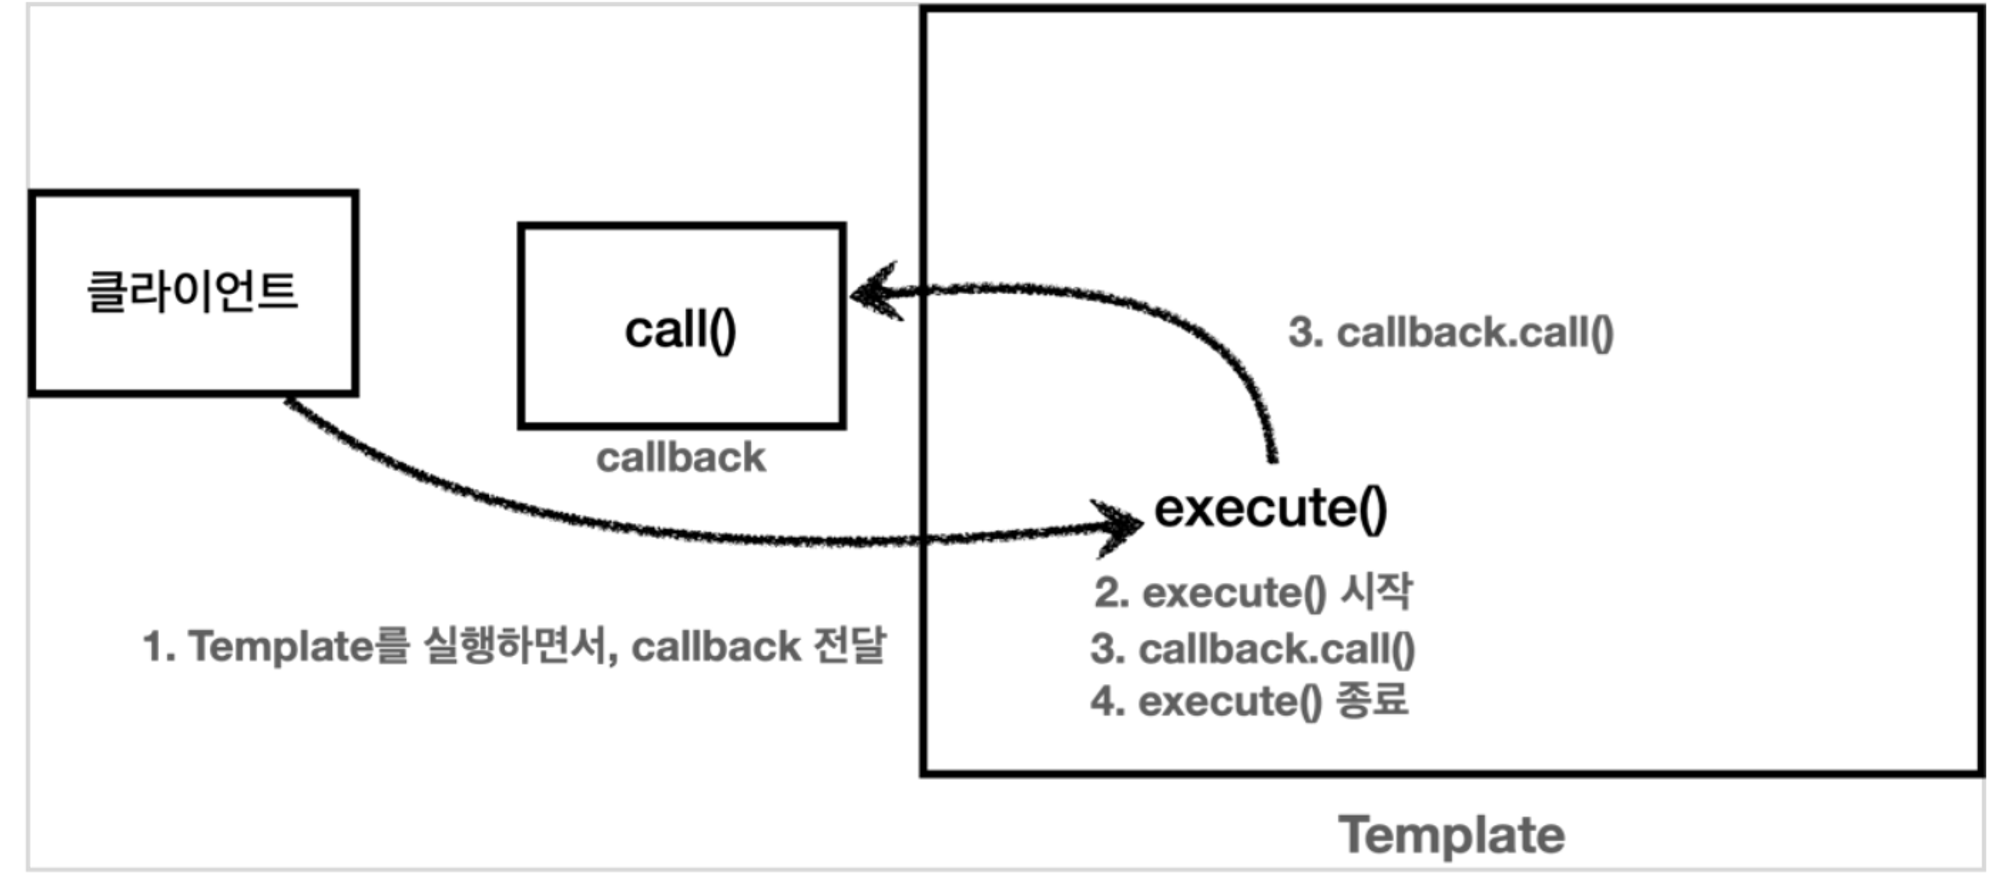 클라이언트
call()
callback
3. callback.call()
execute()
2. execute() 시작
3. callback.call()
4. execute() 종료
1. Template를 실행하면서, callback 전달
Template